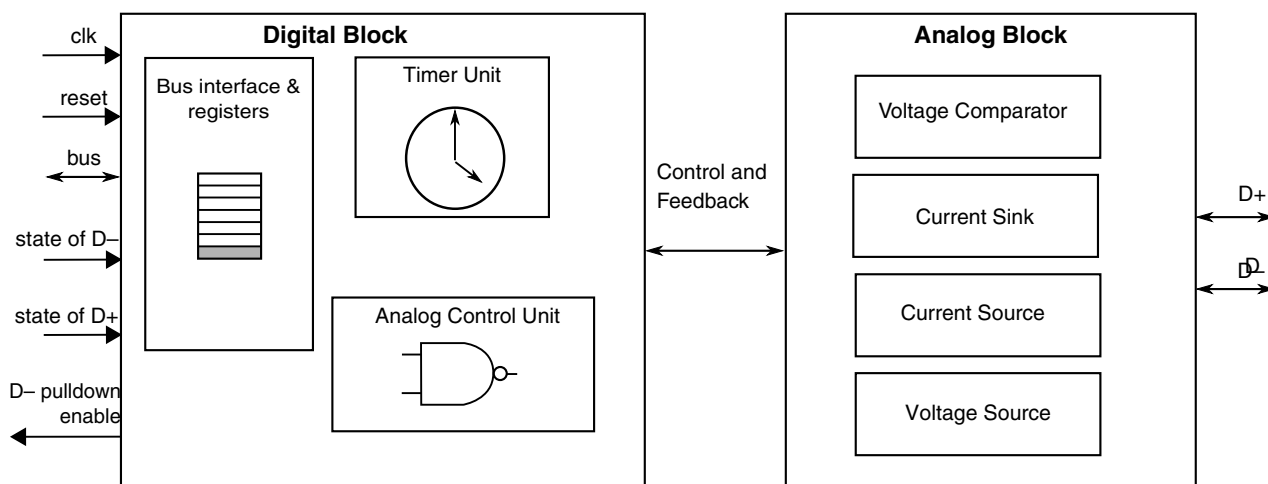 Digital Block
Analog Block
clk
reset
bus
state of D–
state of D+
D– pulldown
enable
Bus interface &
registers
Timer Unit
Analog Control Unit
Control and
Feedback
Voltage Comparator
Current Sink
Current Source
Voltage Source
D+
D–